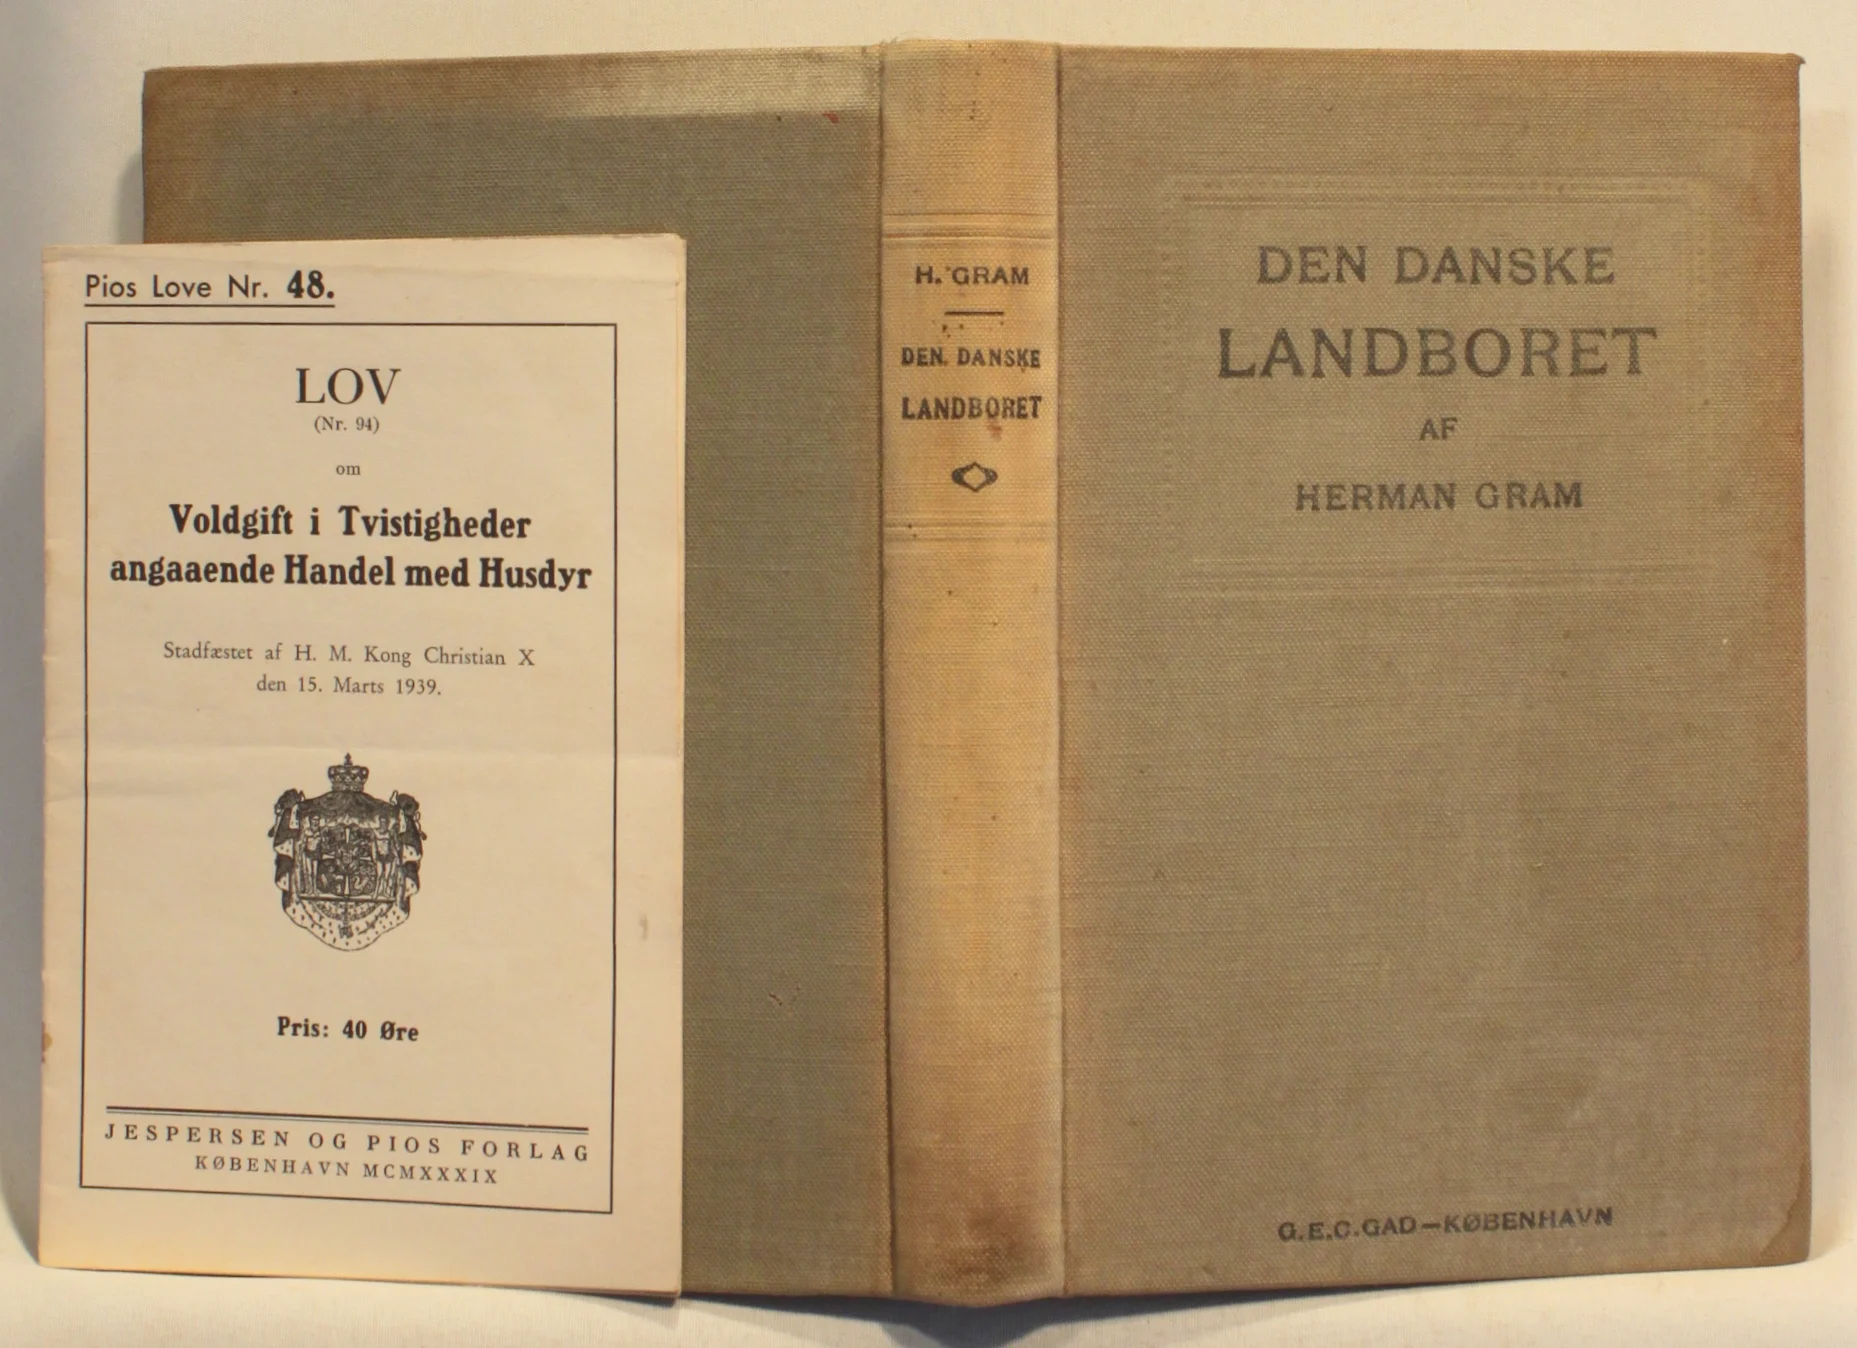 Pios Love Nr. 48.
LOV
(Nr. 94)
om
Voldgift i Tvistigheder
angaaende Handel med Husdyr
Stadfæstet af H. M. Kong Christian X
den 15. Marts 1939.
Pris: 40 Øre
JESPERSEN OG PIOS FORLAG
KØBENHAVN MCMXXXIX
H. GRAM
DEN DANSKE
LANDBORET
DEN DANSKE
LANDBORET
AF
HERMAN GRAM
G.E.C.GAD—KØBENHAVN